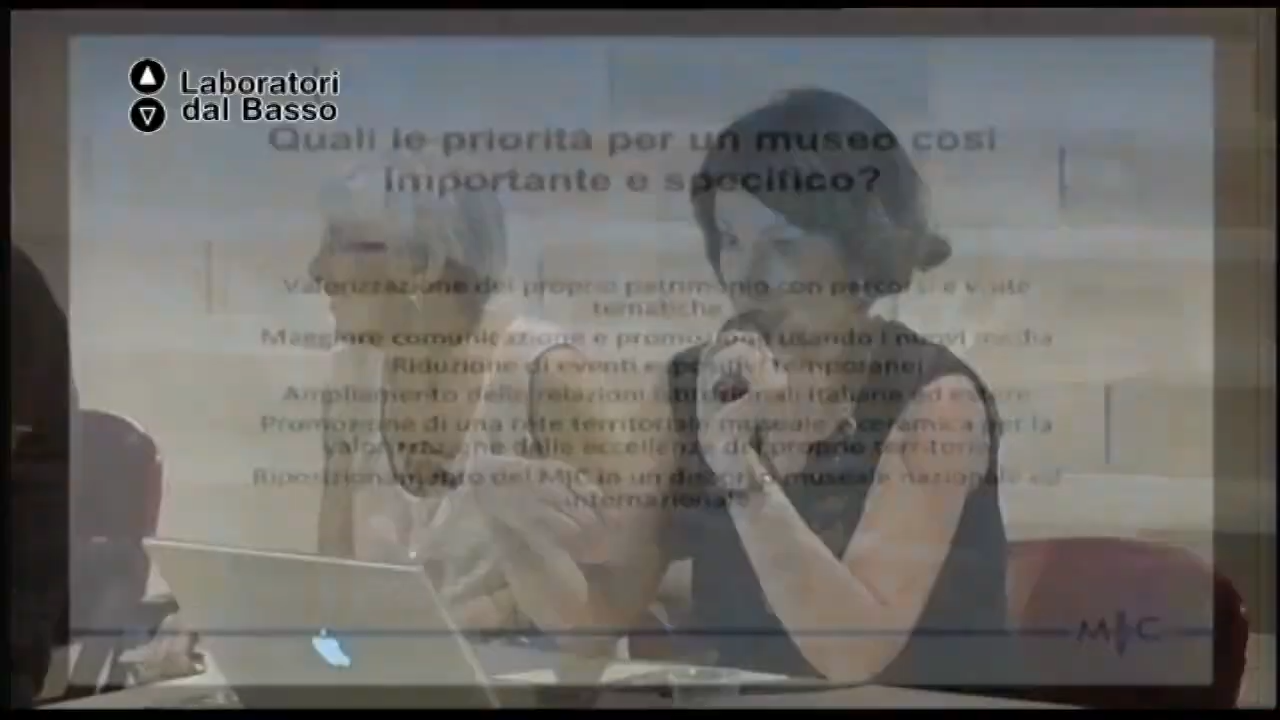 Laboratori
dal Basso
Quali le priorità per un museo così
importante e specifico?
Valorizzazione del proprio patrimonio con percorsi e visite
tematiche
Maggiore comunicazione e promozione usando i nuovi media
Riduzione di eventi espositivi temporanei
Ampliamento delle relazioni istituzionali italiane ed estere
Promozione di una rete territoriale museale e ceramica per la
valorizzazione delle eccellenze del proprio territorio
Riposizionamento del MIC in un discorso museale nazionale ed
internazionale
MIC